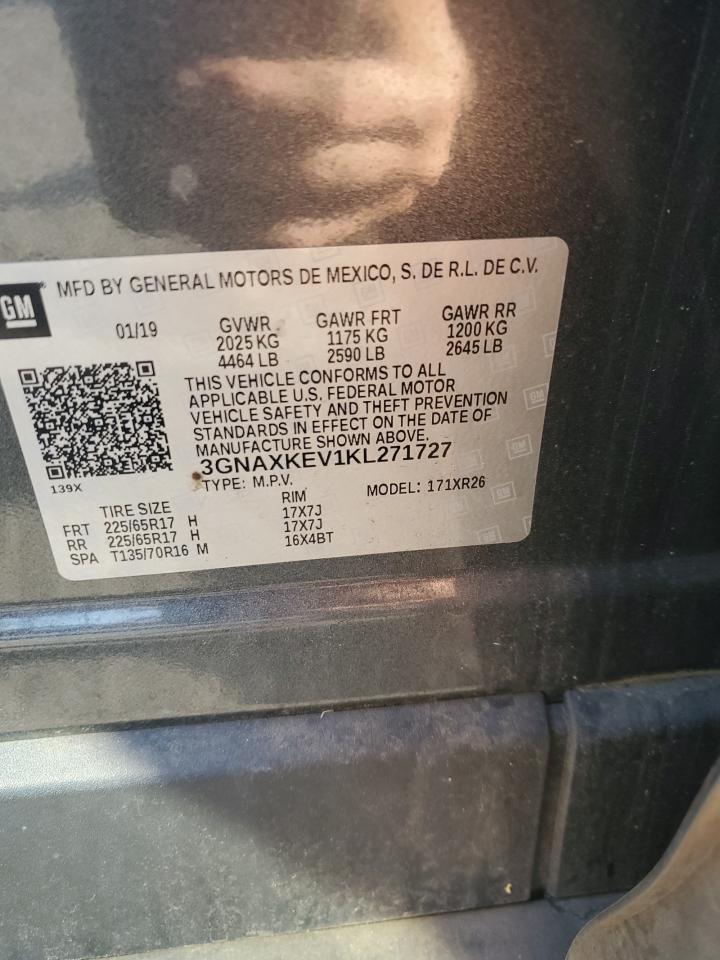 GM
MFD BY GENERAL MOTORS DE MEXICO, S. DE R.L. DE C.V.
01/19 GVWR GAWR FRT GAWR RR
2025 KG 1175 KG 1200 KG
4464 LB 2590 LB 2645 LB
THIS VEHICLE CONFORMS TO ALL
APPLICABLE U.S. FEDERAL MOTOR
VEHICLE SAFETY AND THEFT PREVENTION
STANDARDS IN EFFECT ON THE DATE OF
MANUFACTURE SHOWN ABOVE.
3GNAXKEV1KL271727
139X TYPE: M.P.V. MODEL: 171XR26
TIRE SIZE RIM
FRT 225/65R17 H 17X7J
RR 225/65R17 H 17X7J
SPA T135/70R16 M 16X4BT